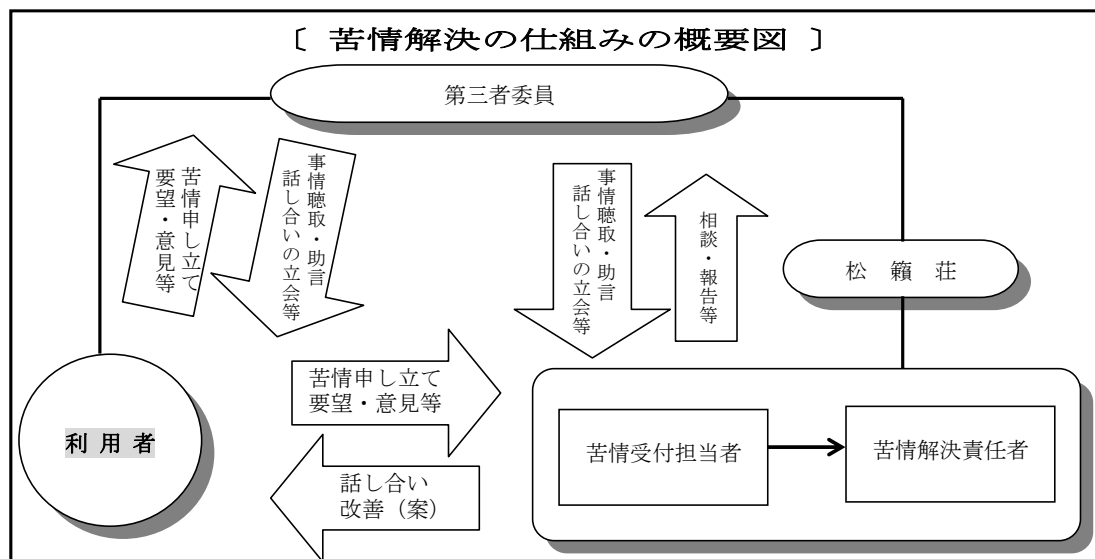 〔 苦情解決の仕組みの概要図 〕
第三者委員
苦情申し立て
要望・意見等
事情聴取・助言
話し合いの立会等
事情聴取・助言
話し合いの立会等
相談・報告等
松 籟 荘
利 用 者
苦情申し立て
要望・意見等
話し合い
改善（案）
苦情受付担当者
苦情解決責任者